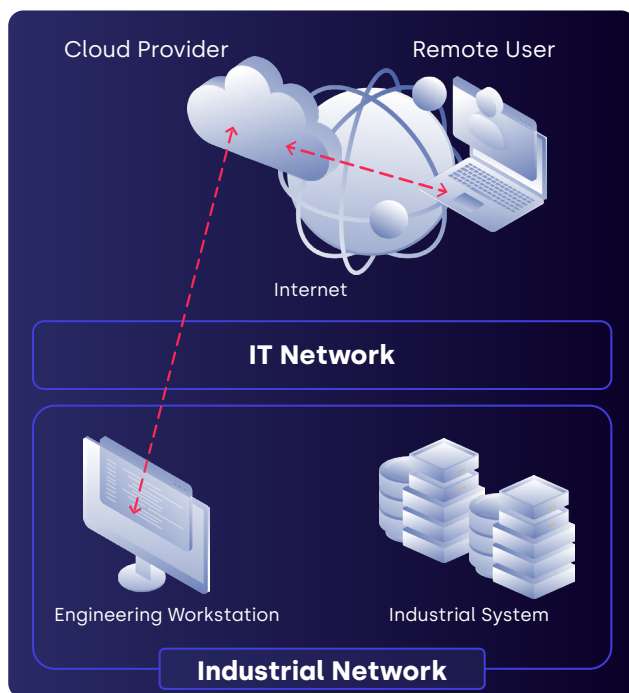 Cloud Provider
Remote User
Internet
IT Network
Engineering Workstation
Industrial System
Industrial Network